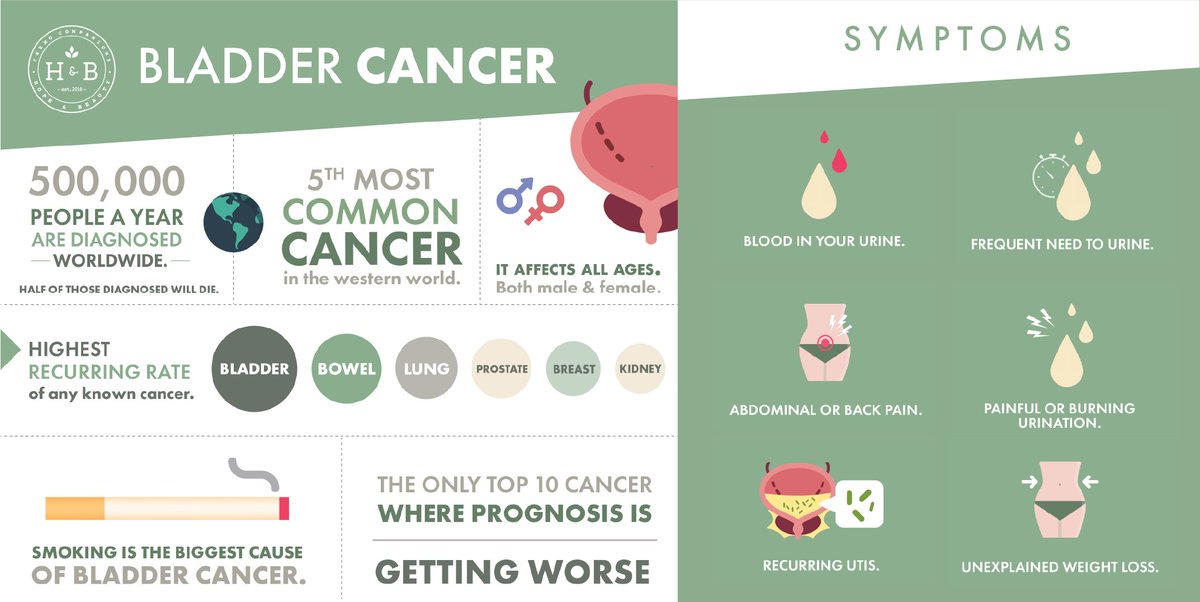 CHEMO COMPANIONS
H & B
- est. 2018 -
HOPE & BEAUTY
BLADDER CANCER
500,000
PEOPLE A YEAR
ARE DIAGNOSED
WORLDWIDE.
HALF OF THOSE DIAGNOSED WILL DIE.
5TH MOST
COMMON
CANCER
in the western world.
IT AFFECTS ALL AGES.
Both male & female.
HIGHEST
RECURRING RATE
of any known cancer.
BLADDER
BOWEL
LUNG
PROSTATE
BREAST
KIDNEY
SMOKING IS THE BIGGEST CAUSE
OF BLADDER CANCER.
THE ONLY TOP 10 CANCER
WHERE PROGNOSIS IS
GETTING WORSE
SYMPTOMS
BLOOD IN YOUR URINE.
FREQUENT NEED TO URINE.
ABDOMINAL OR BACK PAIN.
PAINFUL OR BURNING
URINATION.
RECURRING UTIS.
UNEXPLAINED WEIGHT LOSS.